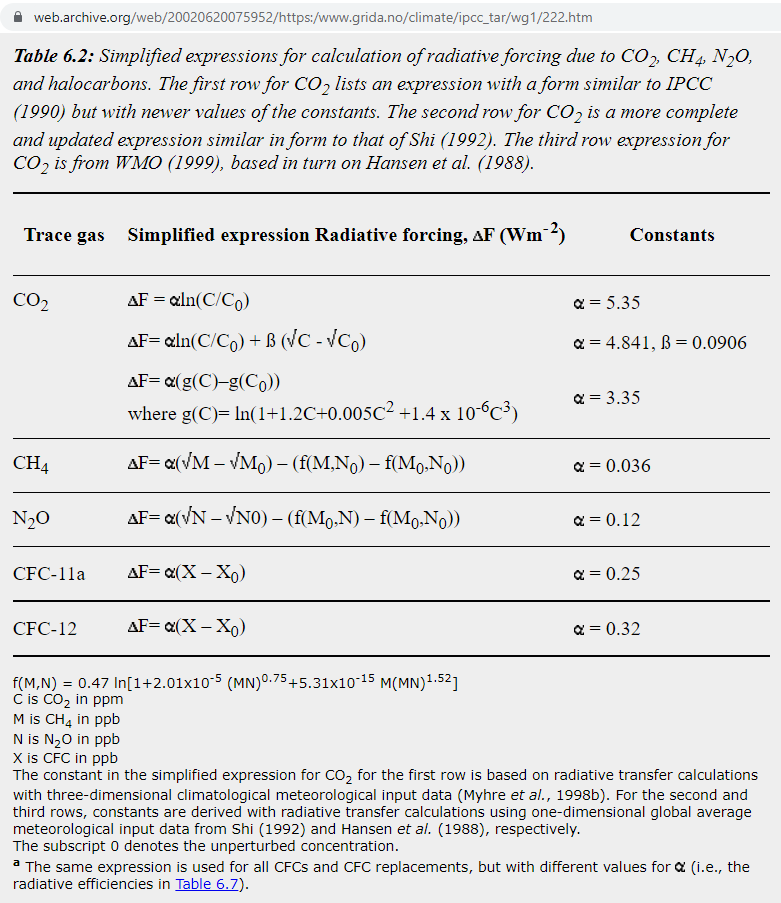 web.archive.org/web/20020620075952/https:/www.grida.no/climate/ipcc_tar/wg1/222.htm
Table 6.2: Simplified expressions for calculation of radiative forcing due to CO₂, CH₄, N₂O,
and halocarbons. The first row for CO₂ lists an expression with a form similar to IPCC
(1990) but with newer values of the constants. The second row for CO₂ is a more complete
and updated expression similar in form to that of Shi (1992). The third row expression for
CO₂ is from WMO (1999), based in turn on Hansen et al. (1988).
Trace gas Simplified expression Radiative forcing, ΔF (Wm⁻²) Constants
CO₂ ΔF = αln(C/C₀) α = 5.35
ΔF= αln(C/C₀) + ß (√C - √C₀) α = 4.841, ß = 0.0906
ΔF= α(g(C)–g(C₀)) α = 3.35
where g(C)= ln(1+1.2C+0.005C² +1.4 x 10⁻⁶C³)
CH₄ ΔF= α(√M – √M₀) – (f(M,N₀) – f(M₀,N₀)) α = 0.036
N₂O ΔF= α(√N – √N0) – (f(M₀,N) – f(M₀,N₀)) α = 0.12
CFC-11a ΔF= α(X – X₀) α = 0.25
CFC-12 ΔF= α(X – X₀) α = 0.32
f(M,N) = 0.47 ln[1+2.01x10⁻⁵ (MN)⁰·⁷⁵+5.31x10⁻¹⁵ M(MN)¹·⁵²]
C is CO₂ in ppm
M is CH₄ in ppb
N is N₂O in ppb
X is CFC in ppb
The constant in the simplified expression for CO₂ for the first row is based on radiative transfer calculations
with three-dimensional climatological meteorological input data (Myhre et al., 1998b). For the second and
third rows, constants are derived with radiative transfer calculations using one-dimensional global average
meteorological input data from Shi (1992) and Hansen et al. (1988), respectively.
The subscript 0 denotes the unperturbed concentration.
ᵃ The same expression is used for all CFCs and CFC replacements, but with different values for α (i.e., the
radiative efficiencies in Table 6.7).